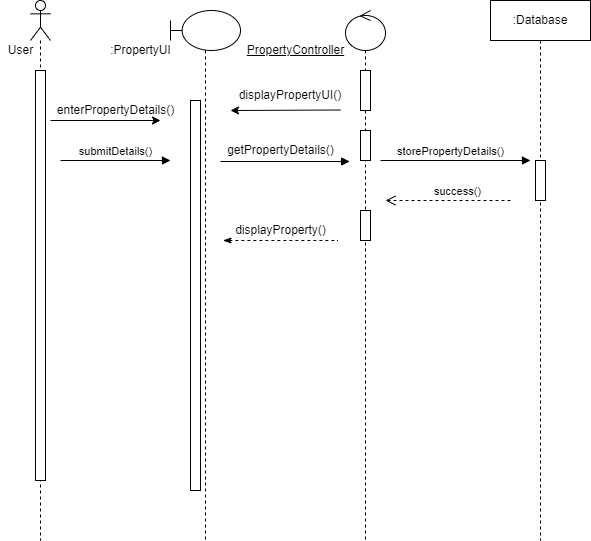 :Database
User
:PropertyUI
PropertyController
displayPropertyUI()
enterPropertyDetails()
submitDetails()
getPropertyDetails()
storePropertyDetails()
success()
displayProperty()